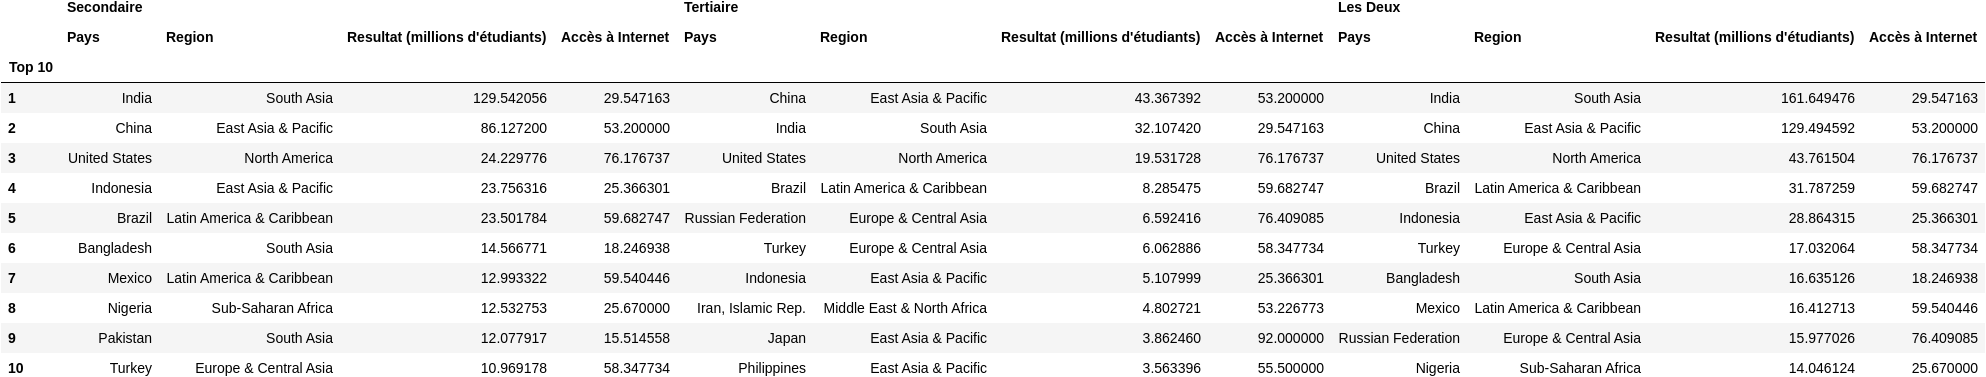 Secondaire Tertiaire Les Deux
Pays Region Resultat (millions d'étudiants) Accès à Internet Pays Region Resultat (millions d'étudiants) Accès à Internet Pays Region Resultat (millions d'étudiants) Accès à Internet
Top 10
1 India South Asia 129.542056 29.547163 China East Asia & Pacific 43.367392 53.200000 India South Asia 161.649476 29.547163
2 China East Asia & Pacific 86.127200 53.200000 India South Asia 32.107420 29.547163 China East Asia & Pacific 129.494592 53.200000
3 United States North America 24.229776 76.176737 United States North America 19.531728 76.176737 United States North America 43.761504 76.176737
4 Indonesia East Asia & Pacific 23.756316 25.366301 Brazil Latin America & Caribbean 8.285475 59.682747 Brazil Latin America & Caribbean 31.787259 59.682747
5 Brazil Latin America & Caribbean 23.501784 59.682747 Russian Federation Europe & Central Asia 6.592416 76.409085 Indonesia East Asia & Pacific 28.864315 25.366301
6 Bangladesh South Asia 14.566771 18.246938 Turkey Europe & Central Asia 6.062886 58.347734 Turkey Europe & Central Asia 17.032064 58.347734
7 Mexico Latin America & Caribbean 12.993322 59.540446 Indonesia East Asia & Pacific 5.107999 25.366301 Bangladesh South Asia 16.635126 18.246938
8 Nigeria Sub-Saharan Africa 12.532753 25.670000 Iran, Islamic Rep. Middle East & North Africa 4.802721 53.226773 Mexico Latin America & Caribbean 16.412713 59.540446
9 Pakistan South Asia 12.077917 15.514558 Japan East Asia & Pacific 3.862460 92.000000 Russian Federation Europe & Central Asia 15.977026 76.409085
10 Turkey Europe & Central Asia 10.969178 58.347734 Philippines East Asia & Pacific 3.563396 55.500000 Nigeria Sub-Saharan Africa 14.046124 25.670000